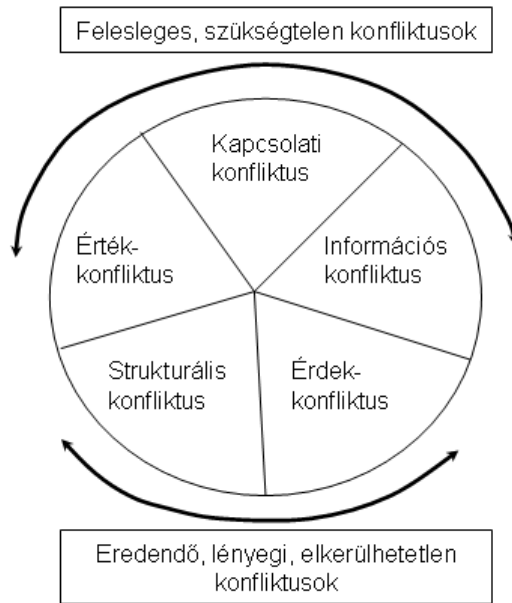 Felesleges, szükségtelen konfliktusok
Kapcsolati
konfliktus
Érték-
konfliktus
Információs
konfliktus
Strukturális
konfliktus
Érdek-
konfliktus
Eredendő, lényegi, elkerülhetetlen
konfliktusok